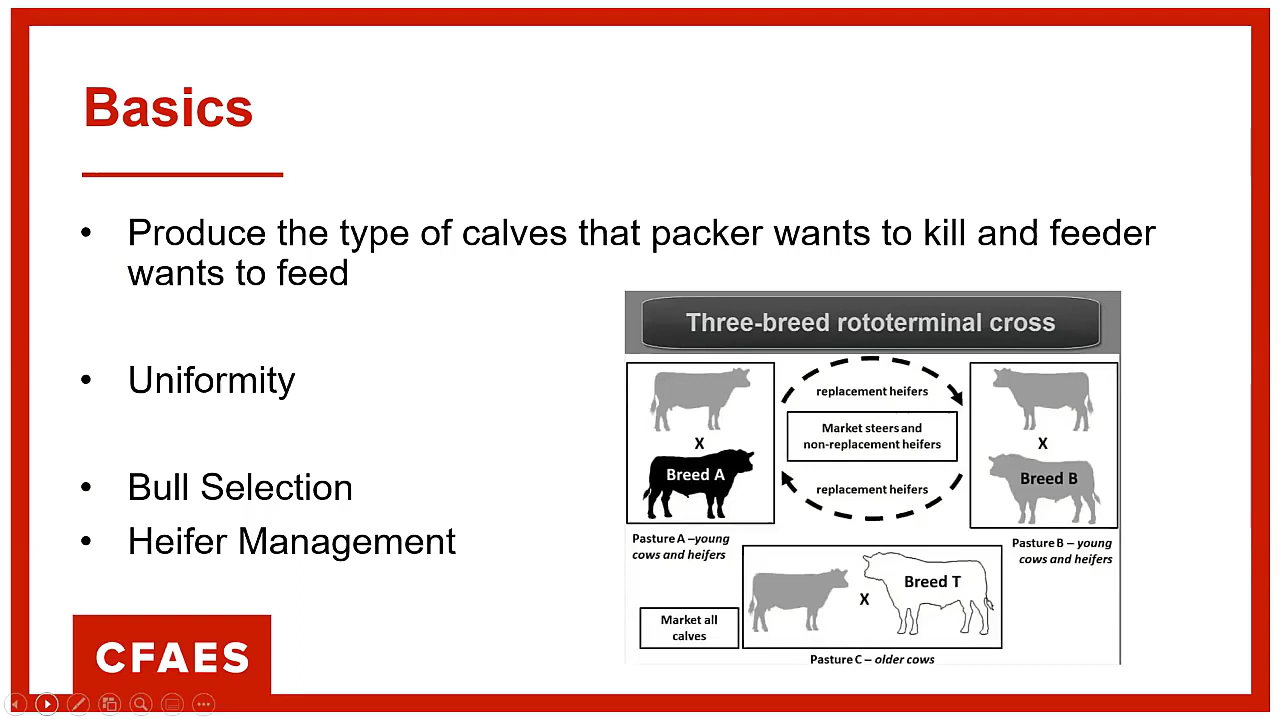 Basics
• Produce the type of calves that packer wants to kill and feeder
wants to feed
• Uniformity
• Bull Selection
• Heifer Management
Three-breed rototerminal cross
replacement heifers
Market steers and
non-replacement heifers
replacement heifers
X
Breed A
X
Breed B
Pasture A –young
cows and heifers
Pasture B – young
cows and heifers
X
Breed T
Market all
calves
Pasture C – older cows
CFAES